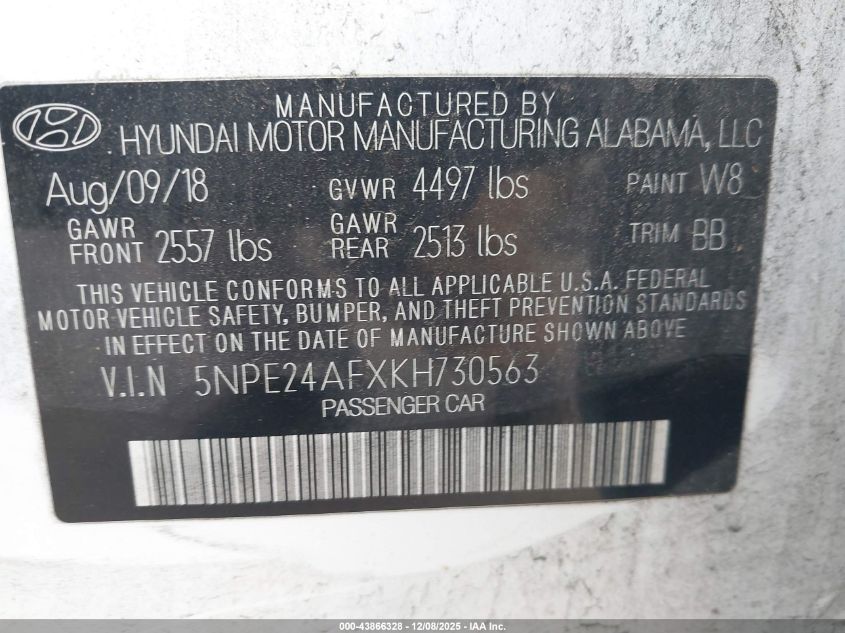 MANUFACTURED BY
HYUNDAI MOTOR MANUFACTURING ALABAMA, LLC
Aug/09/18 GVWR 4497 lbs PAINT W8
GAWR FRONT 2557 lbs GAWR REAR 2513 lbs TRIM BB
THIS VEHICLE CONFORMS TO ALL APPLICABLE U.S.A. FEDERAL
MOTOR-VEHICLE SAFETY, BUMPER, AND THEFT PREVENTION STANDARDS
IN EFFECT ON THE DATE OF MANUFACTURE SHOWN ABOVE
V.I.N 5NPE24AFXKH730563
PASSENGER CAR
000-43866328 - 12/08/2025 - IAA Inc.